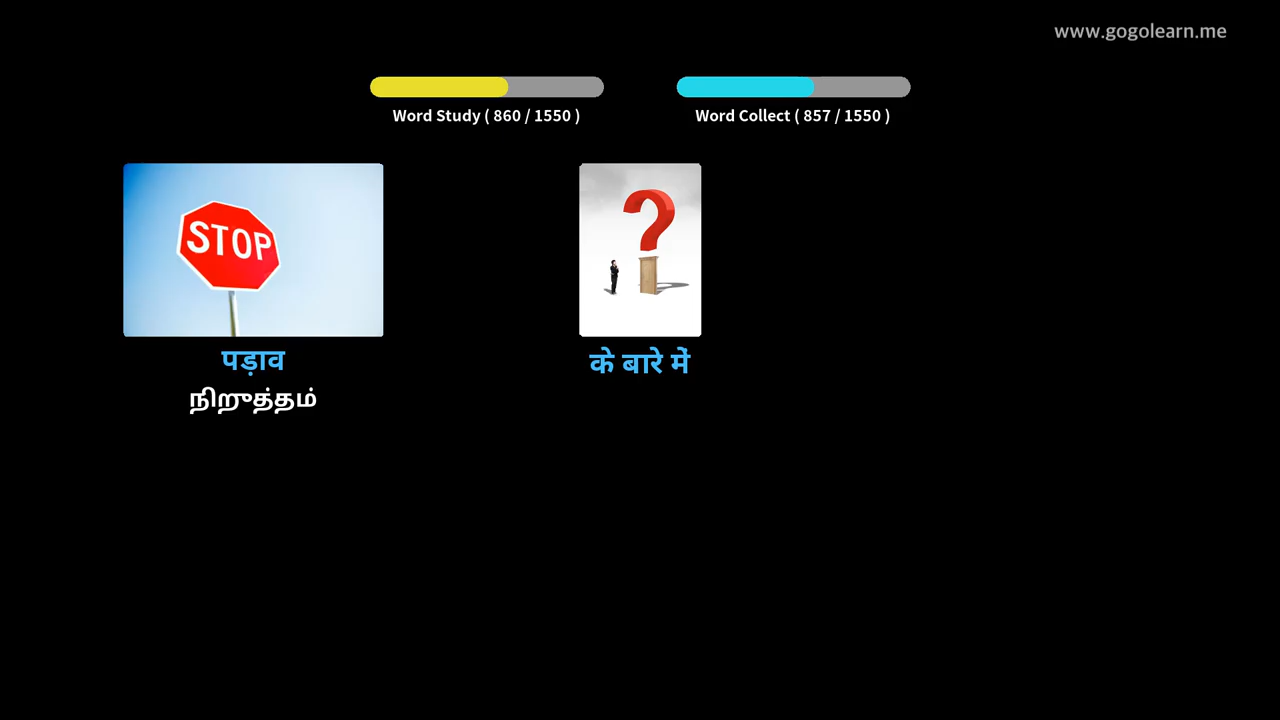 www.gogolearn.me
Word Study ( 860 / 1550 )
Word Collect ( 857 / 1550 )
STOP
?
पड़ाव
के बारे में
நிறுத்தம்